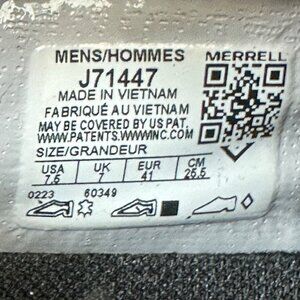 MENS/HOMMES MERRELL
J71447
MADE IN VIETNAM
FABRIQUÉ AU VIETNAM
MAY BE COVERED BY US PAT.
WWW.PATENTS.WWWINC.COM
SIZE/GRANDEUR
USA UK EUR CM
7.5 7 41 25.5
0223 60349